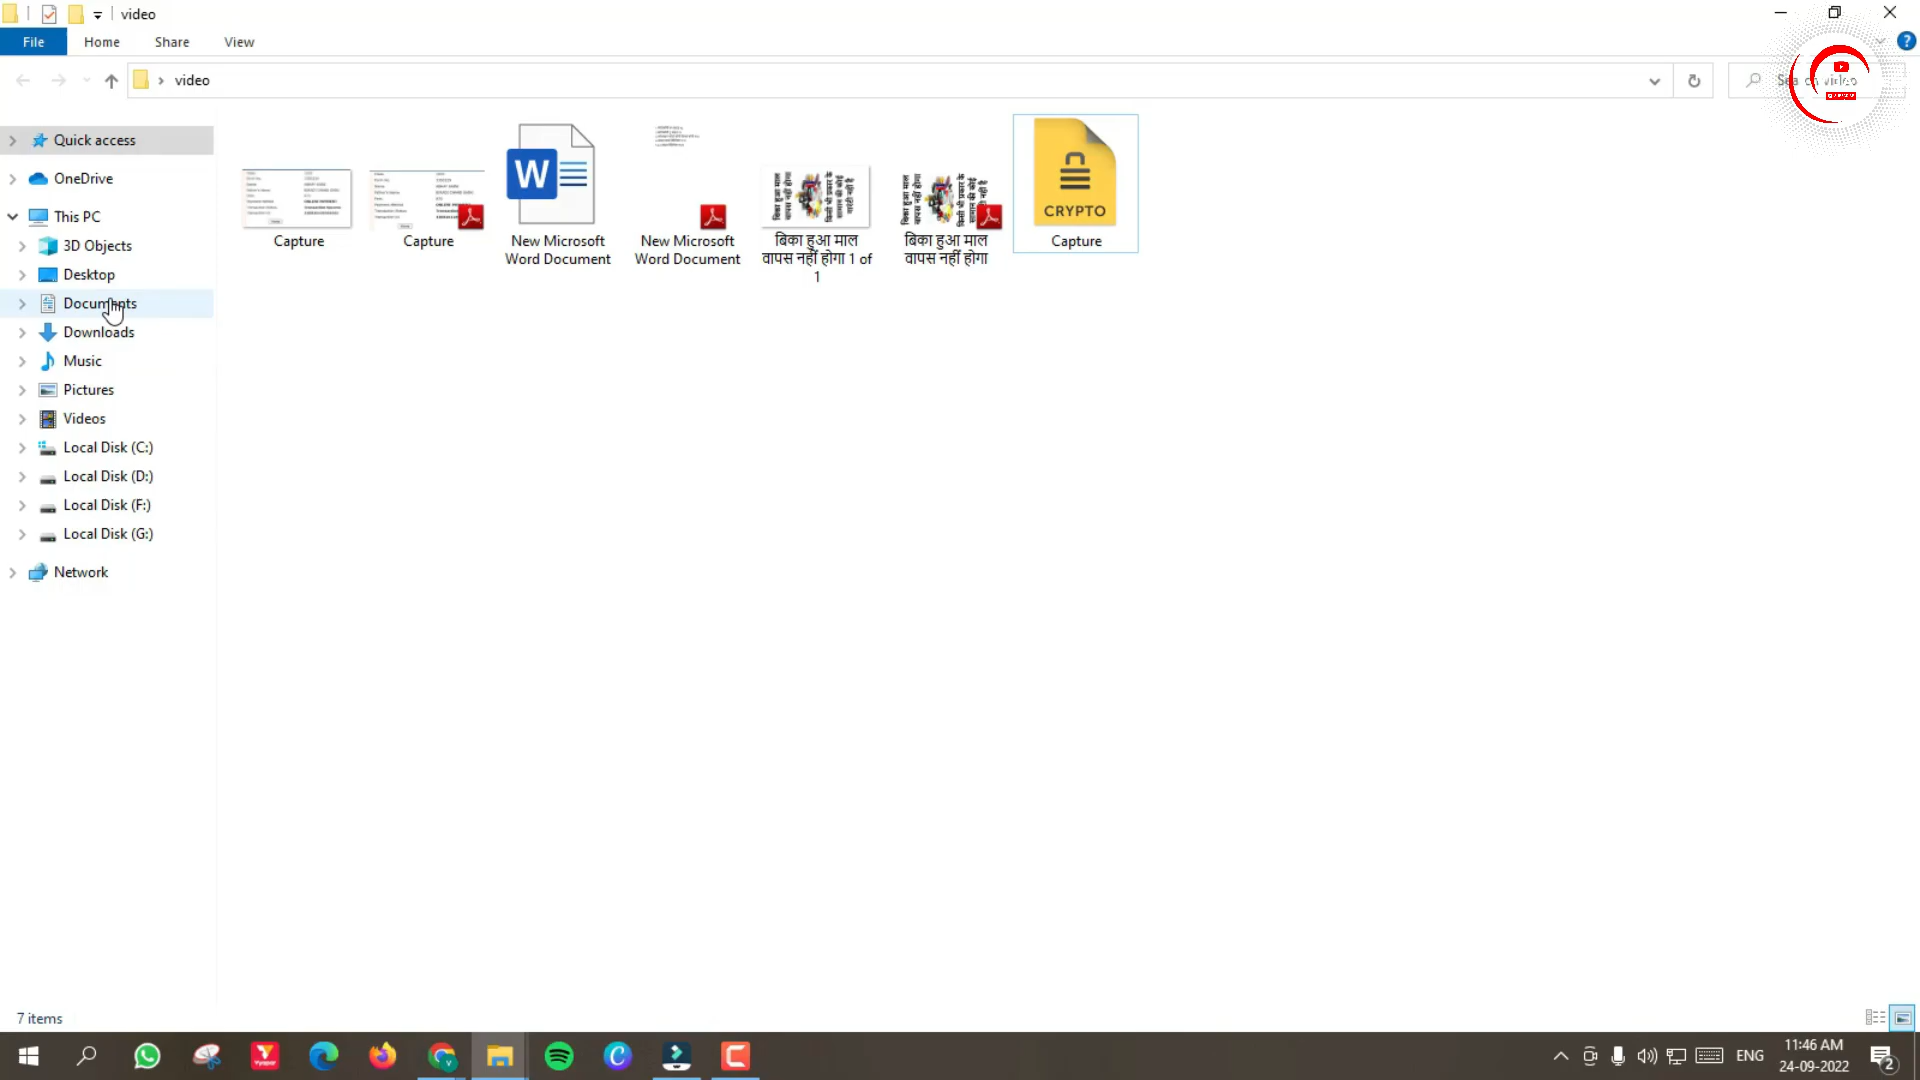 video
File Home Share View
video
Quick access
OneDrive
This PC
3D Objects
Desktop
Documents
Downloads
Music
Pictures
Videos
Local Disk (C:)
Local Disk (D:)
Local Disk (F:)
Local Disk (G:)
Network
Capture
Capture
W
New Microsoft
Word Document
New Microsoft
Word Document
बिका हुआ माल
वापस नहीं होगा 1 of
1
बिका हुआ माल
वापस नहीं होगा
CRYPTO
Capture
7 items
ENG
11:46 AM
24-09-2022
2